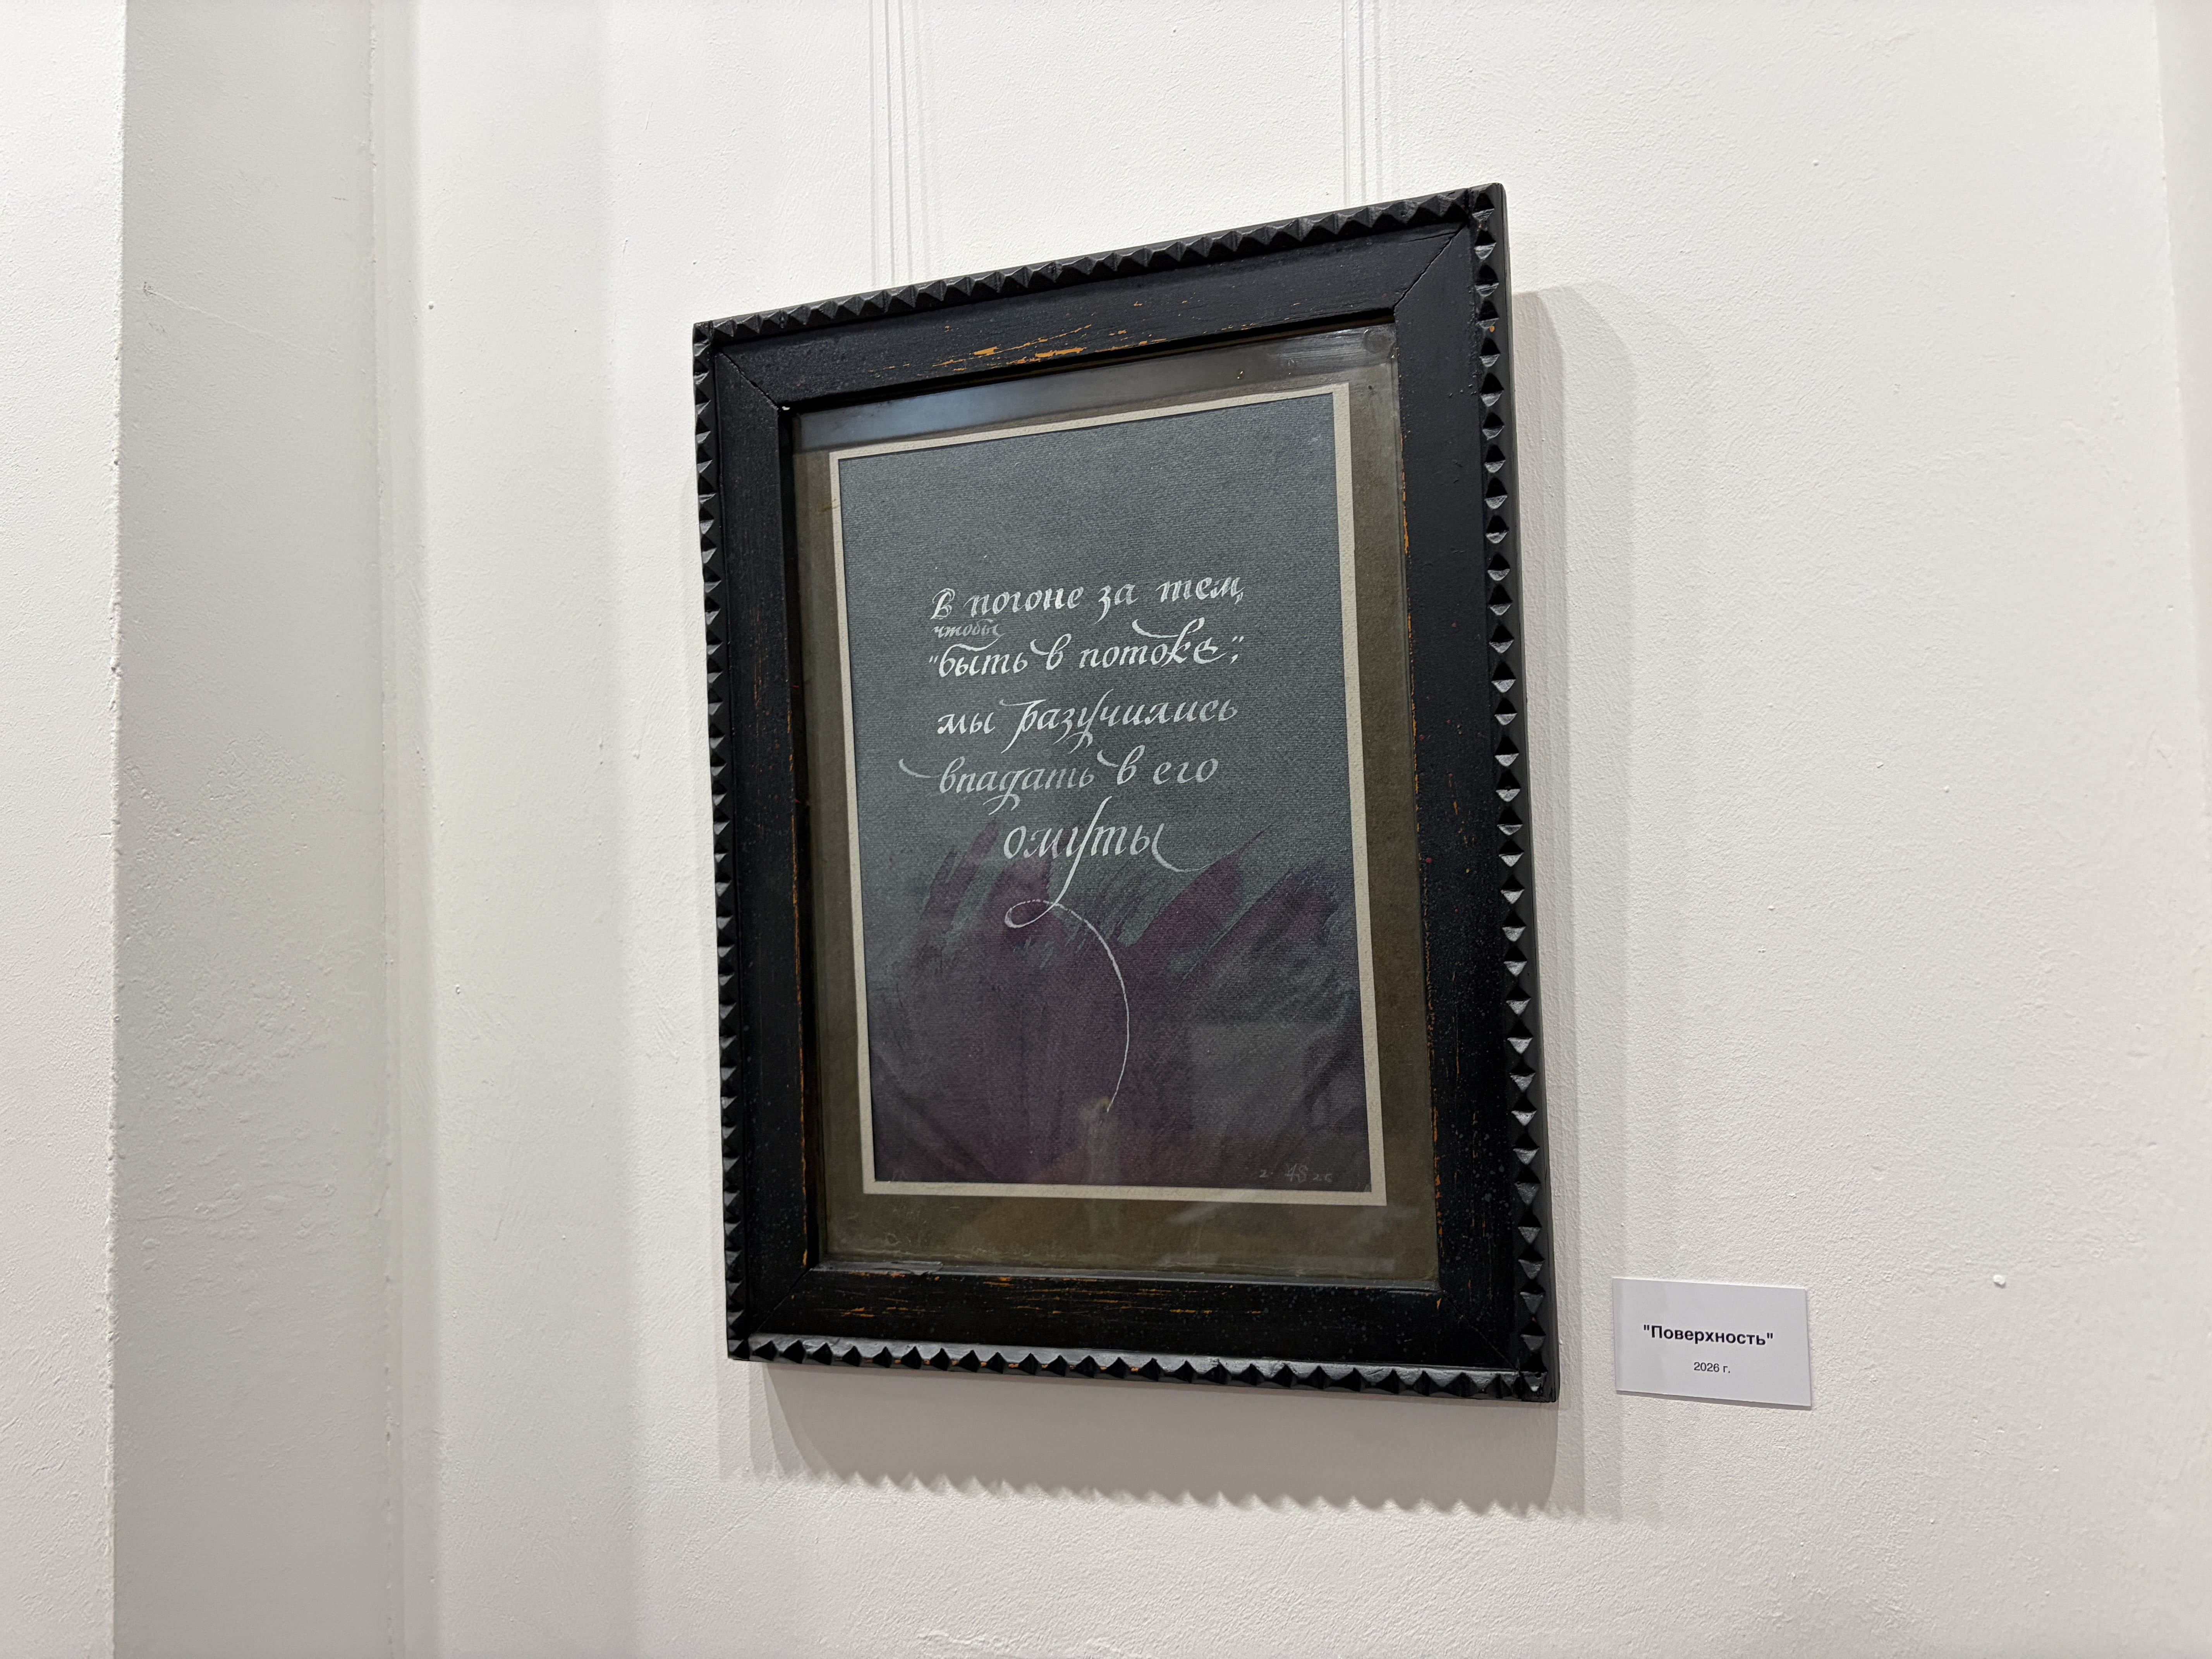 В погоне за тем,
чтобы
"быть в потоке",
мы разучились
впадать в его
омуты
"Поверхность"
2026 г.